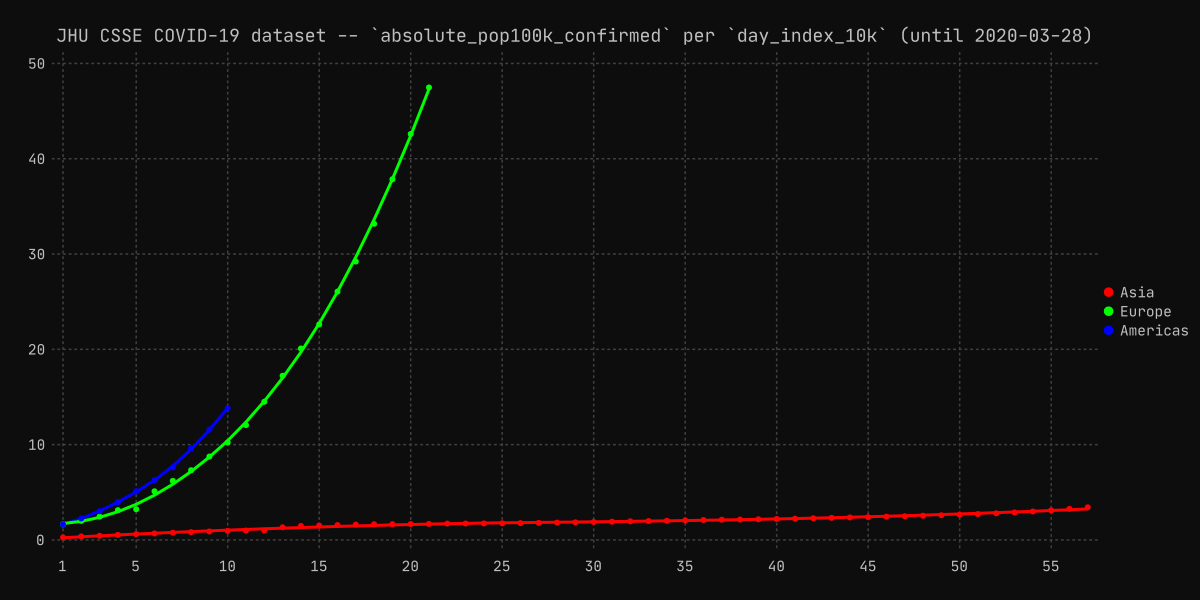 JHU CSSE COVID-19 dataset -- `absolute_pop100k_confirmed` per `day_index_10k` (until 2020-03-28)
50
40
30
20
10
0
1 5 10 15 20 25 30 35 40 45 50 55
Asia
Europe
Americas